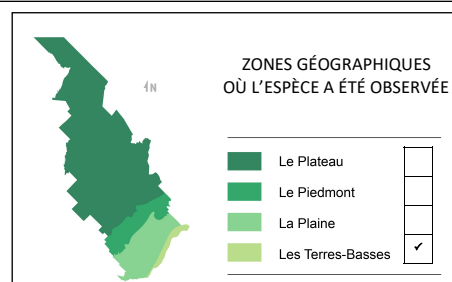 ZONES GÉOGRAPHIQUES
OÙ L'ESPÈCE A ÉTÉ OBSERVÉE
N
Le Plateau
Le Piedmont
La Plaine
Les Terres-Basses ✓